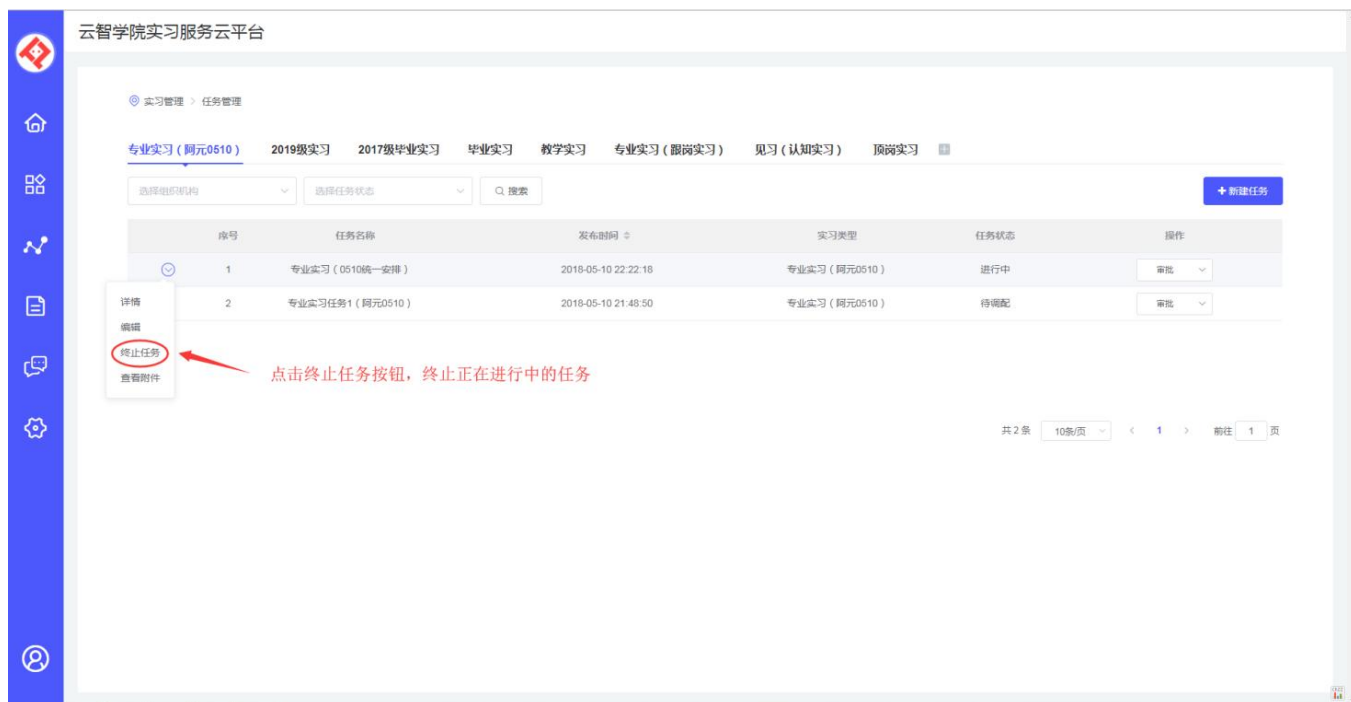 云智学院实习服务云平台
实习管理 > 任务管理
专业实习（阿元0510） 2019级实习 2017级毕业实习 毕业实习 教学实习 专业实习（跟岗实习） 见习（认知实习） 顶岗实习
选择组织机构 选择任务状态 搜索 +新建任务
序号 任务名称 发布时间 实习类型 任务状态 操作
1 专业实习（0510统一安排） 2018-05-10 22:22:18 专业实习（阿元0510） 进行中 审批
2 专业实习任务1（阿元0510） 2018-05-10 21:48:50 专业实习（阿元0510） 待调配 审批
详情
编辑
终止任务
查看附件
点击终止任务按钮，终止正在进行中的任务
共2条 10条/页 < 1 > 前往 1 页